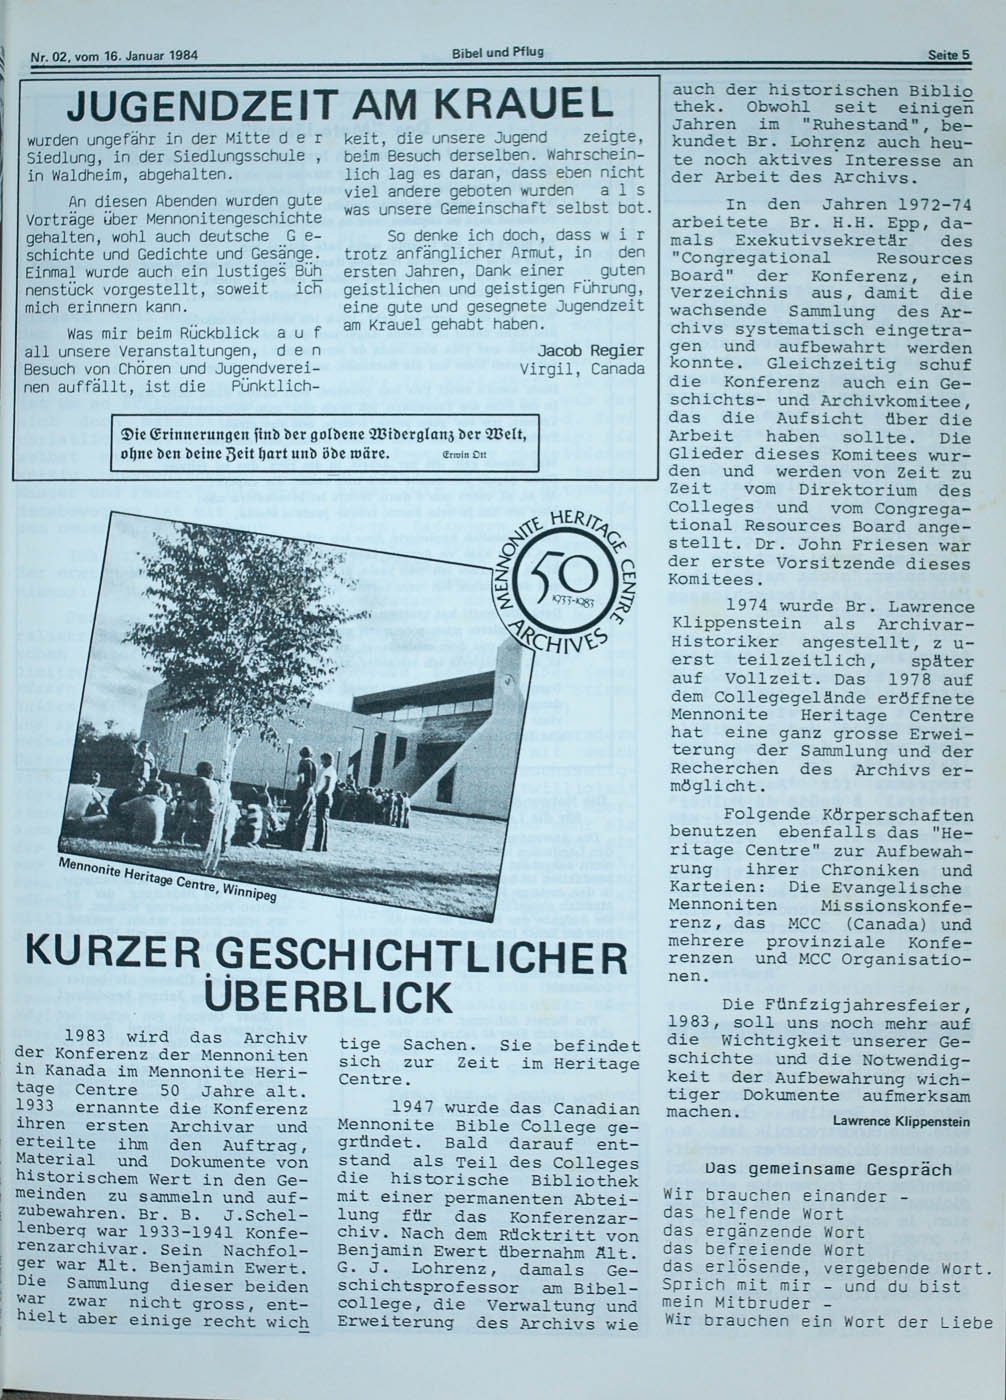 Nr. 02, vom 16. Januar 1984
Bibel und Pflug
Seite 5
JUGENDZEIT AM KRAUEL
wurden ungefähr in der Mitte d e r
Siedlung, in der Siedlungsschule ,
in Waldheim, abgehalten.
An diesen Abenden wurden gute
Vorträge über Mennonitengeschichte
gehalten, wohl auch deutsche G e-
schichte und Gedichte und Gesänge.
Einmal wurde auch ein lustiges Büh
nenstück vorgestellt, soweit ich
mich erinnern kann.
Was mir beim Rückblick a u f
all unsere Veranstaltungen, d e n
Besuch von Chören und Jugendverei-
nen auffällt, ist die Pünktlich-
keit, die unsere Jugend zeigte,
beim Besuch derselben. Wahrschein-
lich lag es daran, dass eben nicht
viel andere geboten wurden a l s
was unsere Gemeinschaft selbst bot.
So denke ich doch, dass w i r
trotz anfänglicher Armut, in den
ersten Jahren, Dank einer guten
geistlichen und geistigen Führung,
eine gute und gesegnete Jugendzeit
am Krauel gehabt haben.
Jacob Regier
Virgil, Canada
Die Erinnerungen sind der goldene Widerglanz der Welt,
ohne den deine Zeit hart und öde wäre.
Erwin Ott
MENNONITE HERITAGE CENTRE
50
1933-1983
ARCHIVES
Mennonite Heritage Centre, Winnipeg
KURZER GESCHICHTLICHER
ÜBERBLICK
1983 wird das Archiv
der Konferenz der Mennoniten
in Kanada im Mennonite Heri-
tage Centre 50 Jahre alt.
1933 ernannte die Konferenz
ihren ersten Archivar und
erteilte ihm den Auftrag,
Material und Dokumente von
historischem Wert in den Ge-
meinden zu sammeln und auf-
zubewahren. Br. B. J.Schel-
lenberg war 1933-1941 Konfe-
renzarchivar. Sein Nachfol-
ger war Ält. Benjamin Ewert.
Die Sammlung dieser beiden
war zwar nicht gross, ent-
hielt aber einige recht wich
tige Sachen. Sie befindet
sich zur Zeit im Heritage
Centre.
1947 wurde das Canadian
Mennonite Bible College ge-
gründet. Bald darauf ent-
stand als Teil des Colleges
die historische Bibliothek
mit einer permanenten Abtei-
lung für das Konferenzar-
chiv. Nach dem Rücktritt von
Benjamin Ewert übernahm Ält.
G. J. Lohrenz, damals Ge-
schichtsprofessor am Bibel-
college, die Verwaltung und
Erweiterung des Archivs wie
auch der historischen Biblio
thek. Obwohl seit einigen
Jahren im "Ruhestand", be-
kundet Br. Lohrenz auch heu-
te noch aktives Interesse an
der Arbeit des Archivs.
In den Jahren 1972-74
arbeitete Br. H.H. Epp, da-
mals Exekutivsekretär des
"Congregational Resources
Board" der Konferenz, ein
Verzeichnis aus, damit die
wachsende Sammlung des Ar-
chivs systematisch eingetra-
gen und aufbewahrt werden
konnte. Gleichzeitig schuf
die Konferenz auch ein Ge-
schichts- und Archivkomitee,
das die Aufsicht über die
Arbeit haben sollte. Die
Glieder dieses Komitees wur-
den und werden von Zeit zu
Zeit vom Direktorium des
Colleges und vom Congrega-
tional Resources Board ange-
stellt. Dr. John Friesen war
der erste Vorsitzende dieses
Komitees.
1974 wurde Br. Lawrence
Klippenstein als Archivar-
Historiker angestellt, z u-
erst teilzeitlich, später
auf Vollzeit. Das 1978 auf
dem Collegegelände eröffnete
Mennonite Heritage Centre
hat eine ganz grosse Erwei-
terung der Sammlung und der
Recherchen des Archivs er-
möglicht.
Folgende Körperschaften
benutzen ebenfalls das "He-
ritage Centre" zur Aufbewah-
rung ihrer Chroniken und
Karteien: Die Evangelische
Mennoniten Missionskonfe-
renz, das MCC (Canada) und
mehrere provinziale Konfe-
renzen und MCC Organisatio-
nen.
Die Fünfzigjahresfeier,
1983, soll uns noch mehr auf
die Wichtigkeit unserer Ge-
schichte und die Notwendig-
keit der Aufbewahrung wich-
tiger Dokumente aufmerksam
machen.
Lawrence Klippenstein
Das gemeinsame Gespräch
Wir brauchen einander -
das helfende Wort
das ergänzende Wort
das befreiende Wort
das erlösende, vergebende Wort.
Sprich mit mir - und du bist
mein Mitbruder -
Wir brauchen ein Wort der Liebe